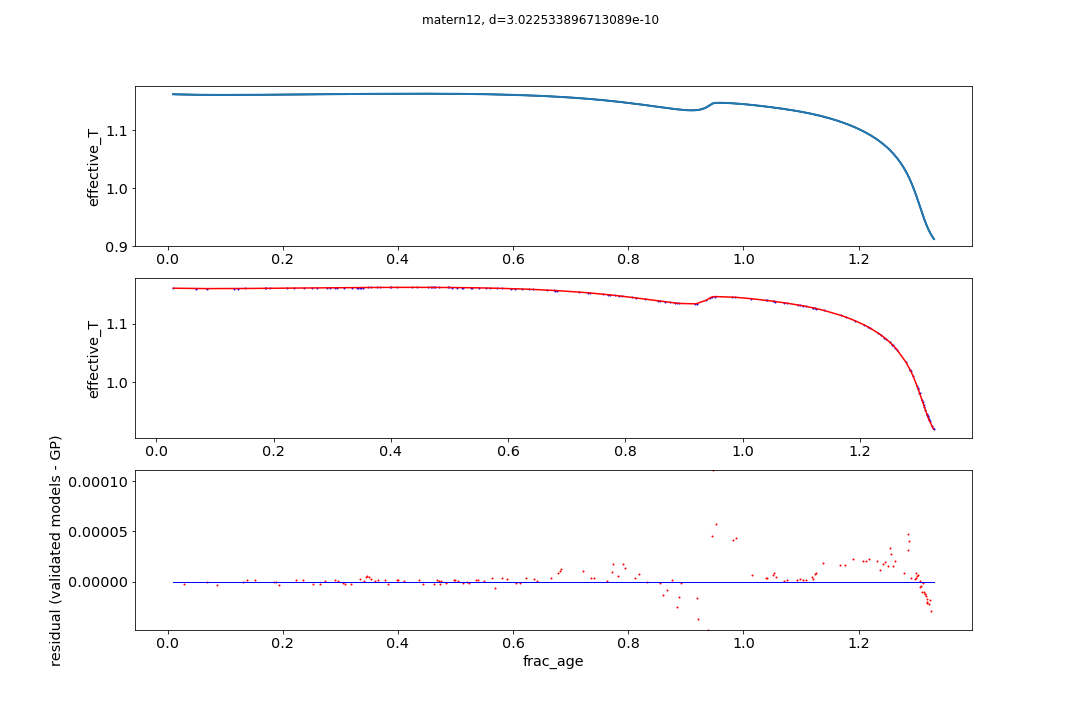 matern12, d=3.022533896713089e-10
effective_T
1.1
1.0
0.9
0.0 0.2 0.4 0.6 0.8 1.0 1.2
effective_T
1.1
1.0
0.0 0.2 0.4 0.6 0.8 1.0 1.2
residual (validated models - GP)
0.00010
0.00005
0.00000
0.0 0.2 0.4 0.6 0.8 1.0 1.2
frac_age